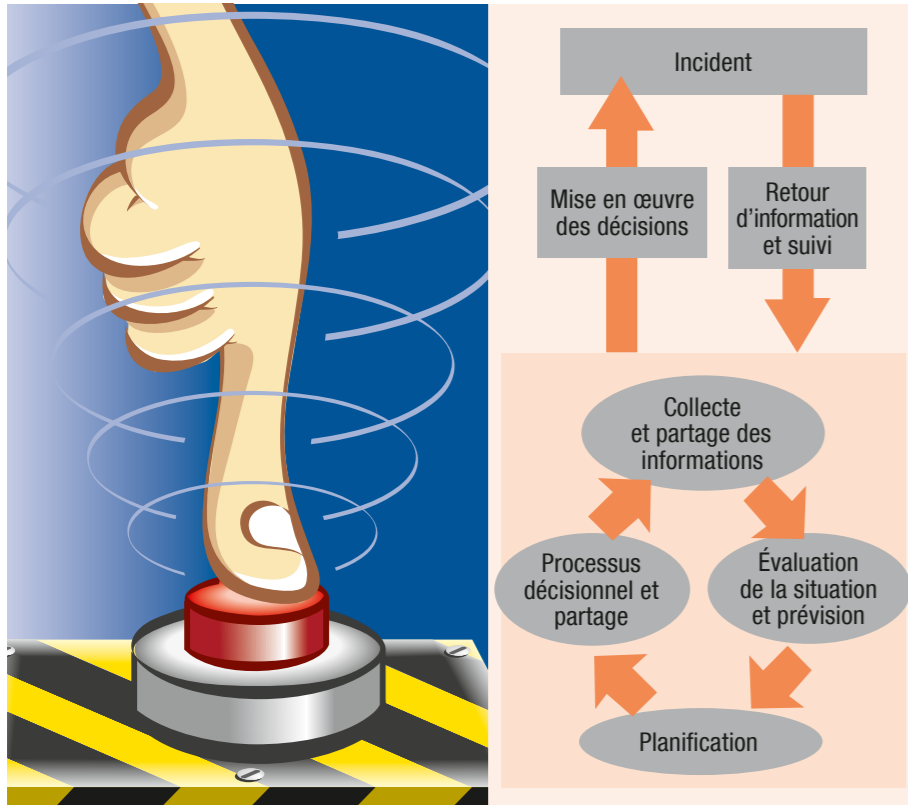 Incident
Mise en œuvre
des décisions
Retour
d’information
et suivi
Collecte
et partage des
informations
Processus
décisionnel et
partage
Évaluation
de la situation
et prévision
Planification